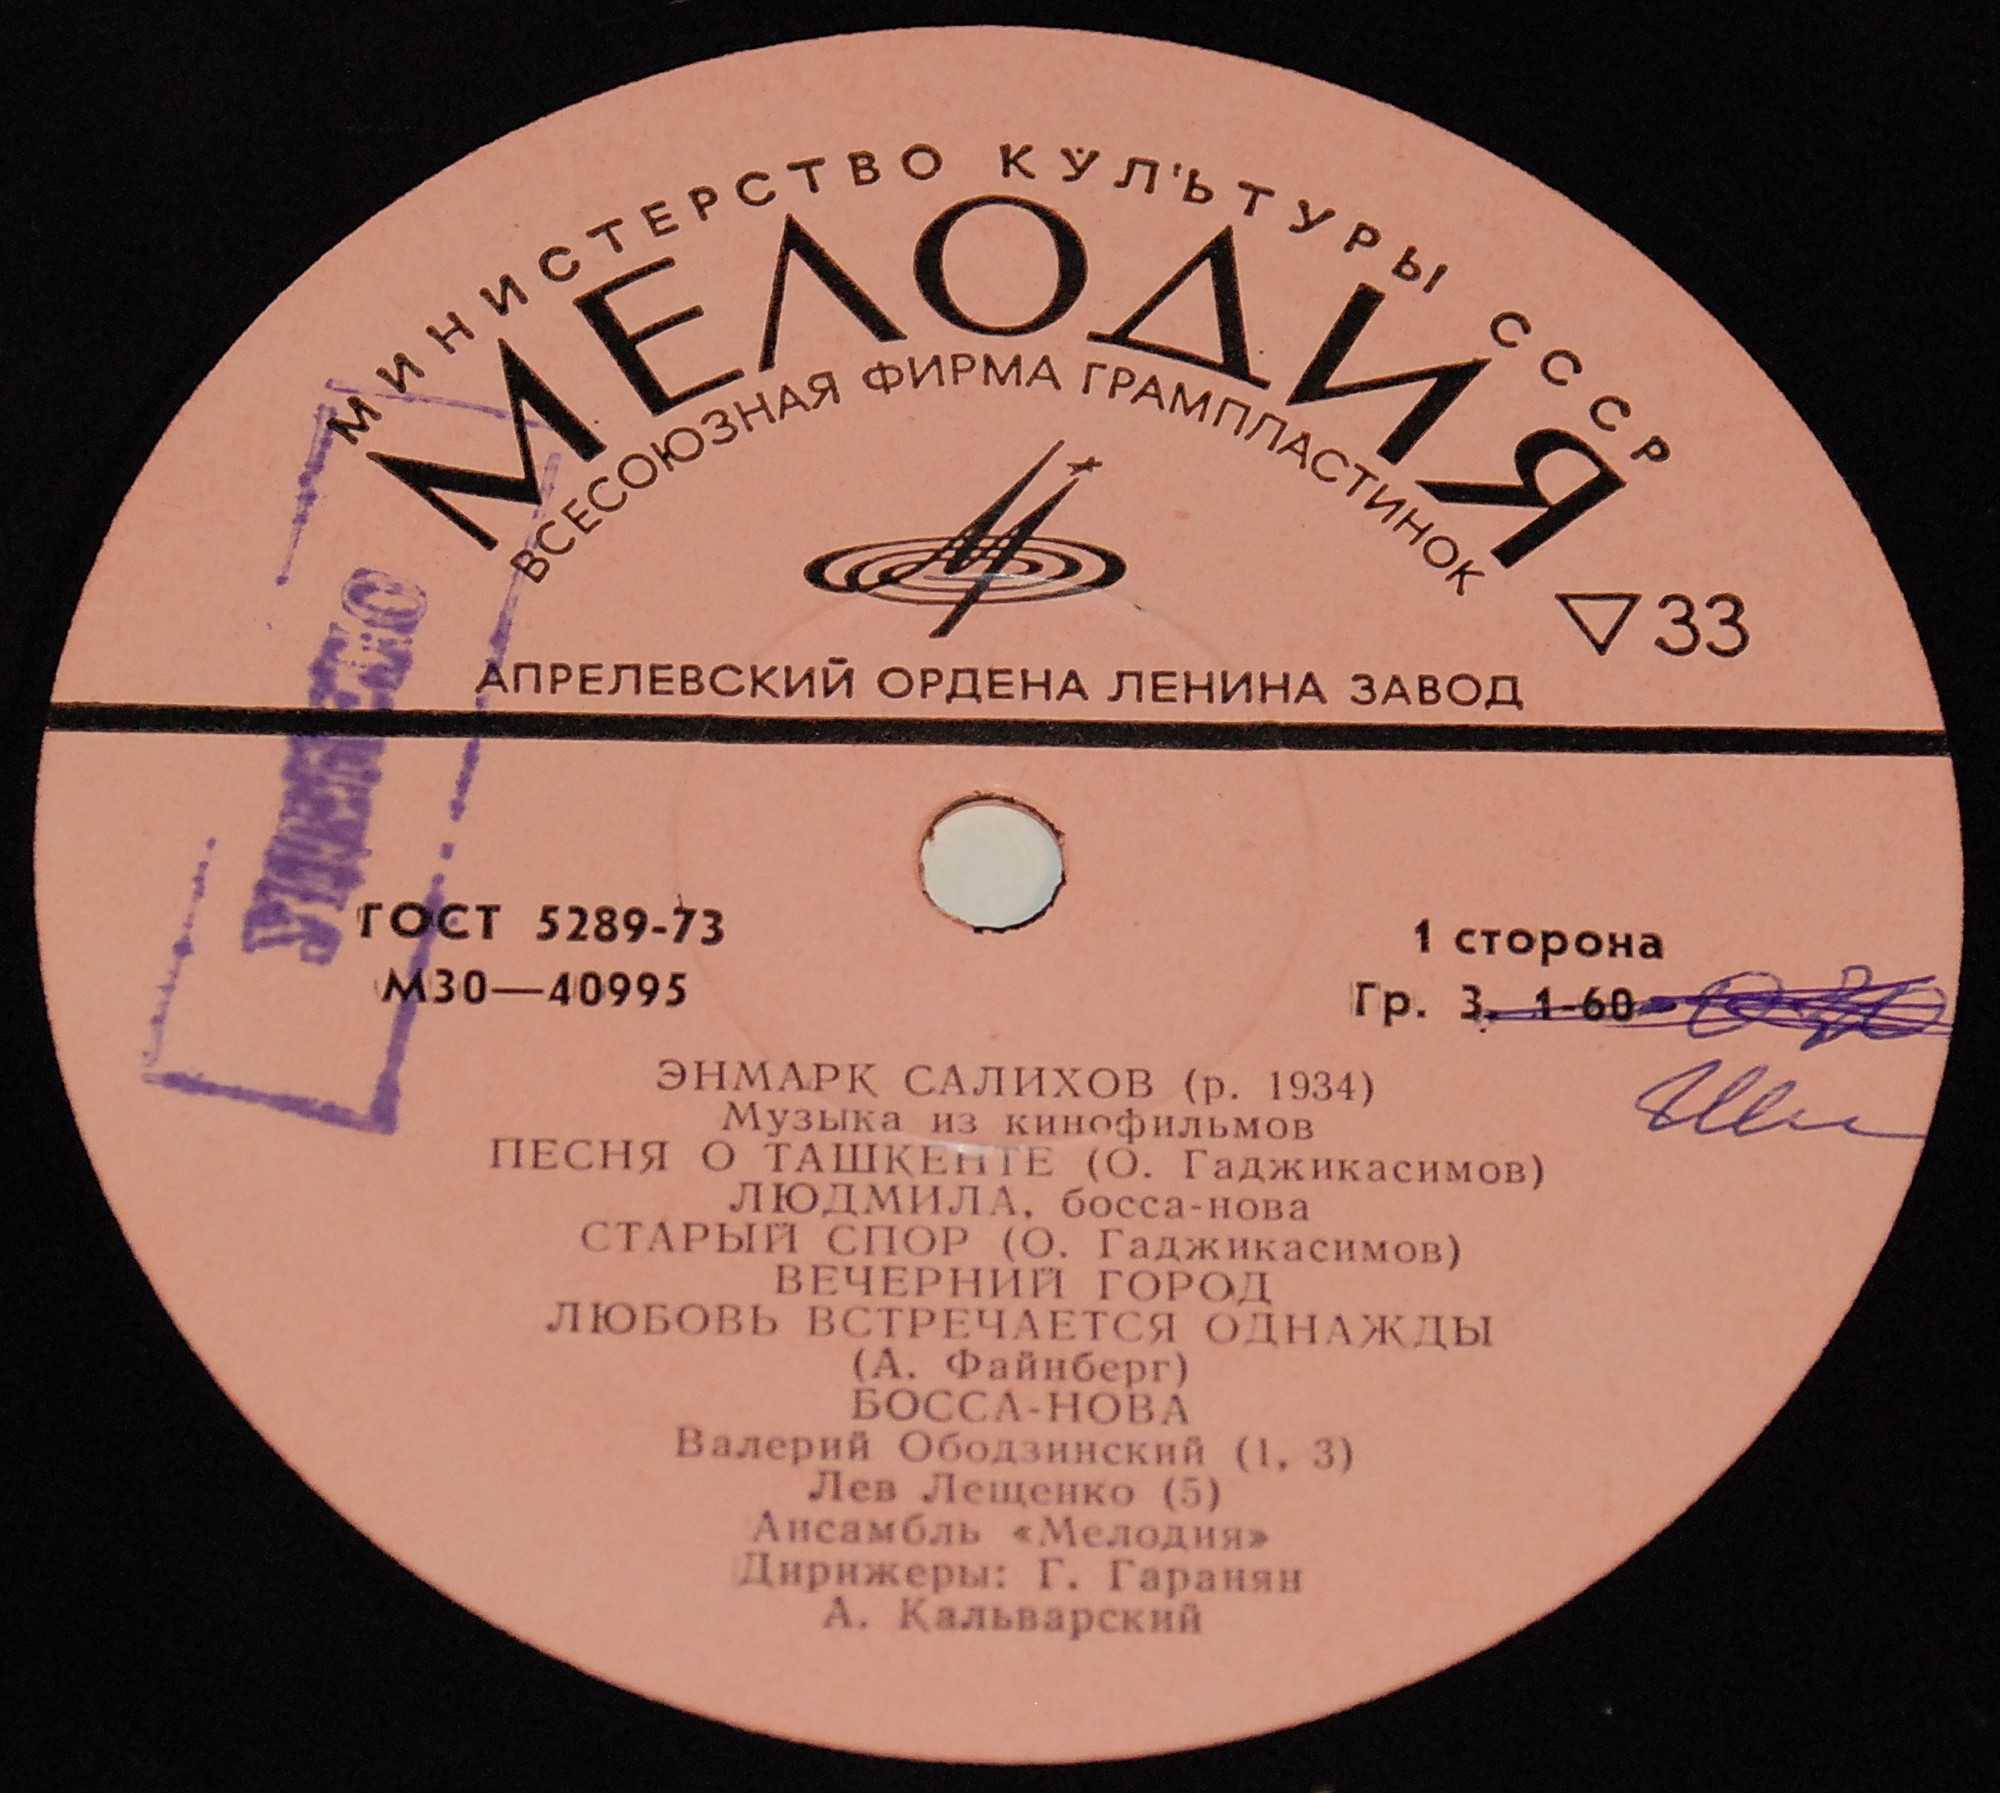 МИНИСТЕРСТВО КУЛЬТУРЫ СССР
МЕЛОДИЯ
ВСЕСОЮЗНАЯ ФИРМА ГРАМПЛАСТИНОК
33
АПРЕЛЕВСКИЙ ОРДЕНА ЛЕНИНА ЗАВОД
ГОСТ 5289-73
1 сторона
М30—40995
Гр. 3. 1-60
ЭНМАРК САЛИХОВ (р. 1934)
Музыка из кинофильмов
ПЕСНЯ О ТАШКЕНТЕ (О. Гаджикасимов)
ЛЮДМИЛА, босса-нова
СТАРЫЙ СПОР (О. Гаджикасимов)
ВЕЧЕРНИЙ ГОРОД
ЛЮБОВЬ ВСТРЕЧАЕТСЯ ОДНАЖДЫ
(А. Файнберг)
БОССА-НОВА
Валерий Ободзинский (1, 3)
Лев Лещенко (5)
Ансамбль «Мелодия»
Дирижеры: Г. Гаранян
А. Кальварский